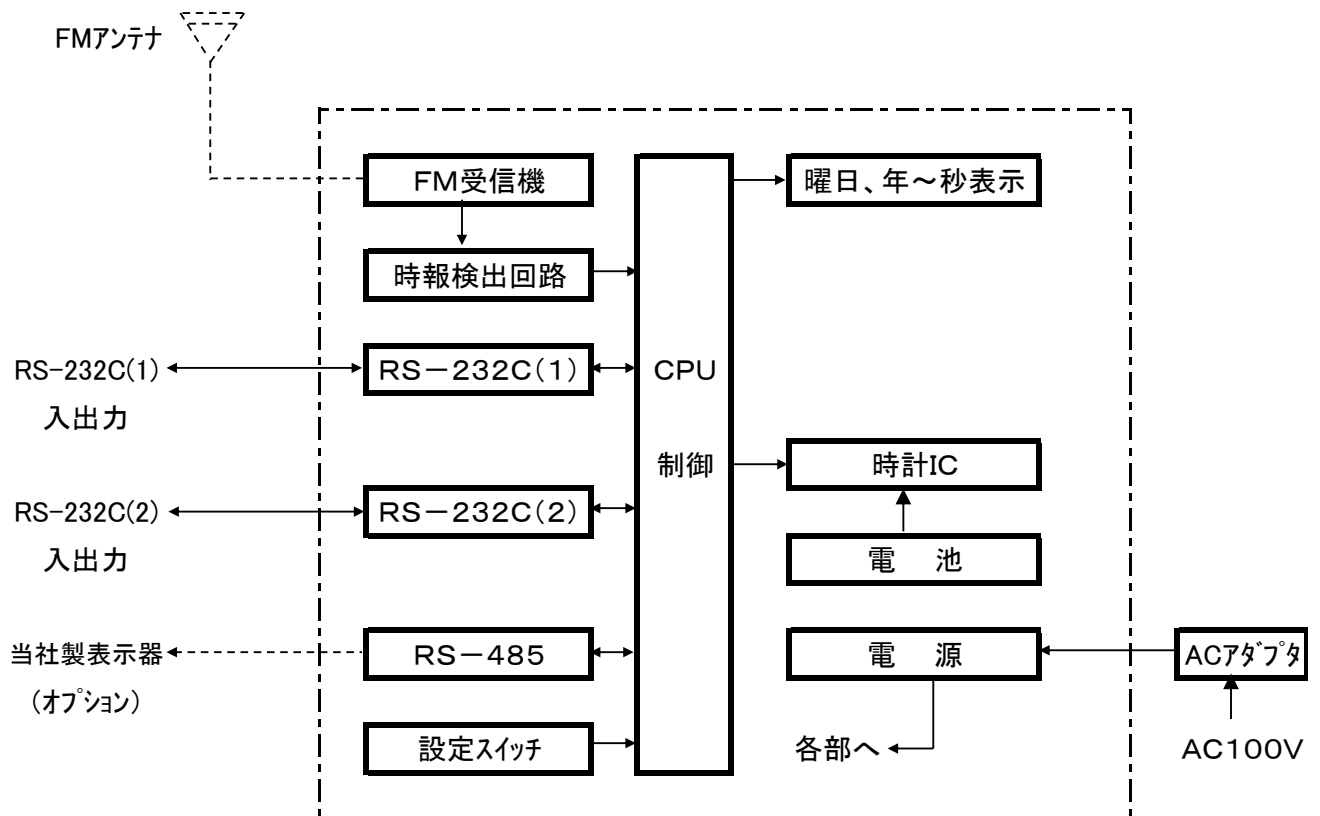 FMアンテナ
FM受信機
曜日、年～秒表示
時報検出回路
RS-232C(1)
入出力
RS－232C(1)
CPU
制御
時計IC
RS-232C(2)
入出力
RS－232C(2)
電　池
当社製表示器
(オプション)
RS－485
電　源
ACアダプタ
設定スイッチ
各部へ
AC100V